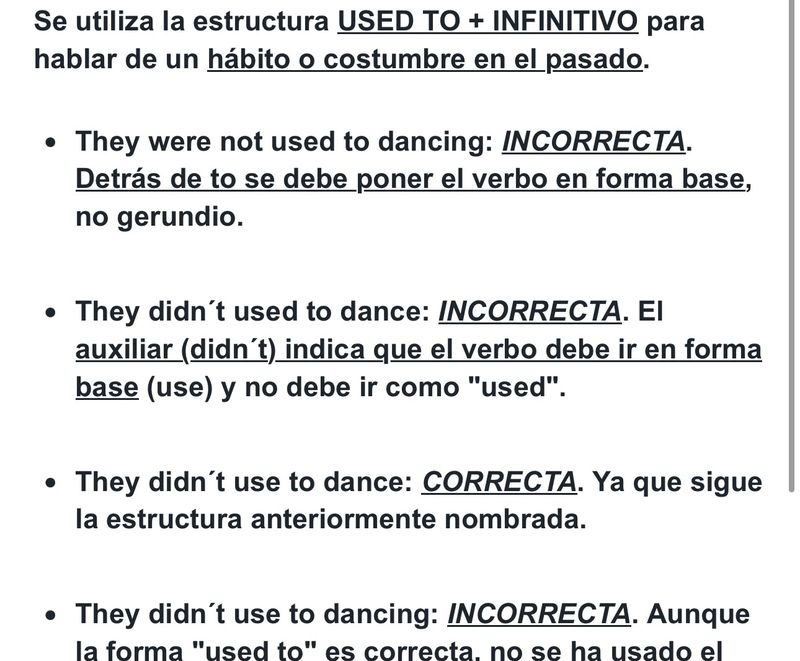 Se utiliza la estructura USED TO + INFINITIVO para
hablar de un hábito o costumbre en el pasado.
• They were not used to dancing: INCORRECTA.
Detrás de to se debe poner el verbo en forma base,
no gerundio.
• They didn´t used to dance: INCORRECTA. El
auxiliar (didn´t) indica que el verbo debe ir en forma
base (use) y no debe ir como "used".
• They didn´t use to dance: CORRECTA. Ya que sigue
la estructura anteriormente nombrada.
• They didn´t use to dancing: INCORRECTA. Aunque
la forma "used to" es correcta, no se ha usado el